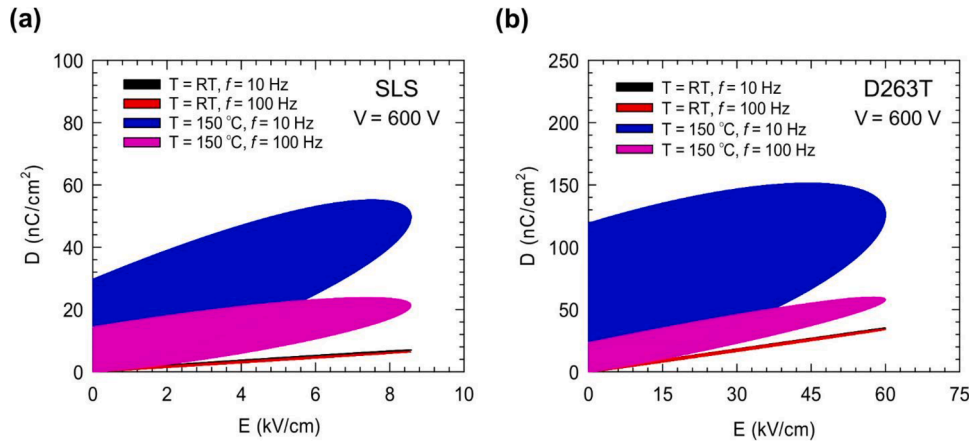 (a)
100
80
60
40
20
0
D (nC/cm²)
T = RT, f = 10 Hz
T = RT, f = 100 Hz
T = 150 °C, f = 10 Hz
T = 150 °C, f = 100 Hz
SLS
V = 600 V
0 2 4 6 8 10
E (kV/cm)
(b)
250
200
150
100
50
0
D (nC/cm²)
T = RT, f = 10 Hz
T = RT, f = 100 Hz
T = 150 °C, f = 10 Hz
T = 150 °C, f = 100 Hz
D263T
V = 600 V
0 15 30 45 60 75
E (kV/cm)